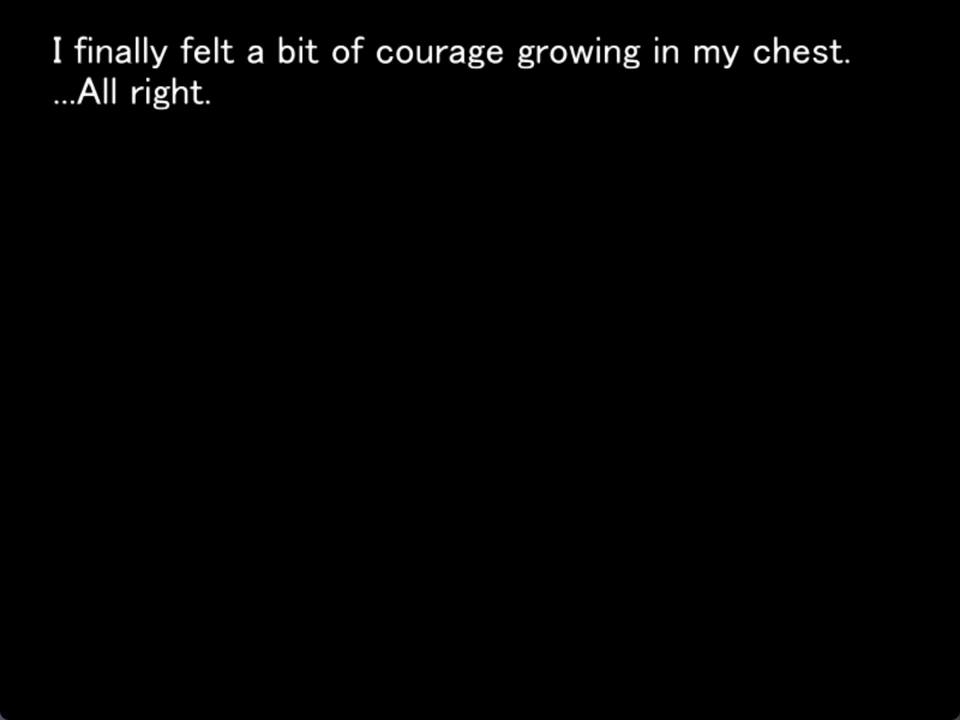 I finally felt a bit of courage growing in my chest.
...All right.